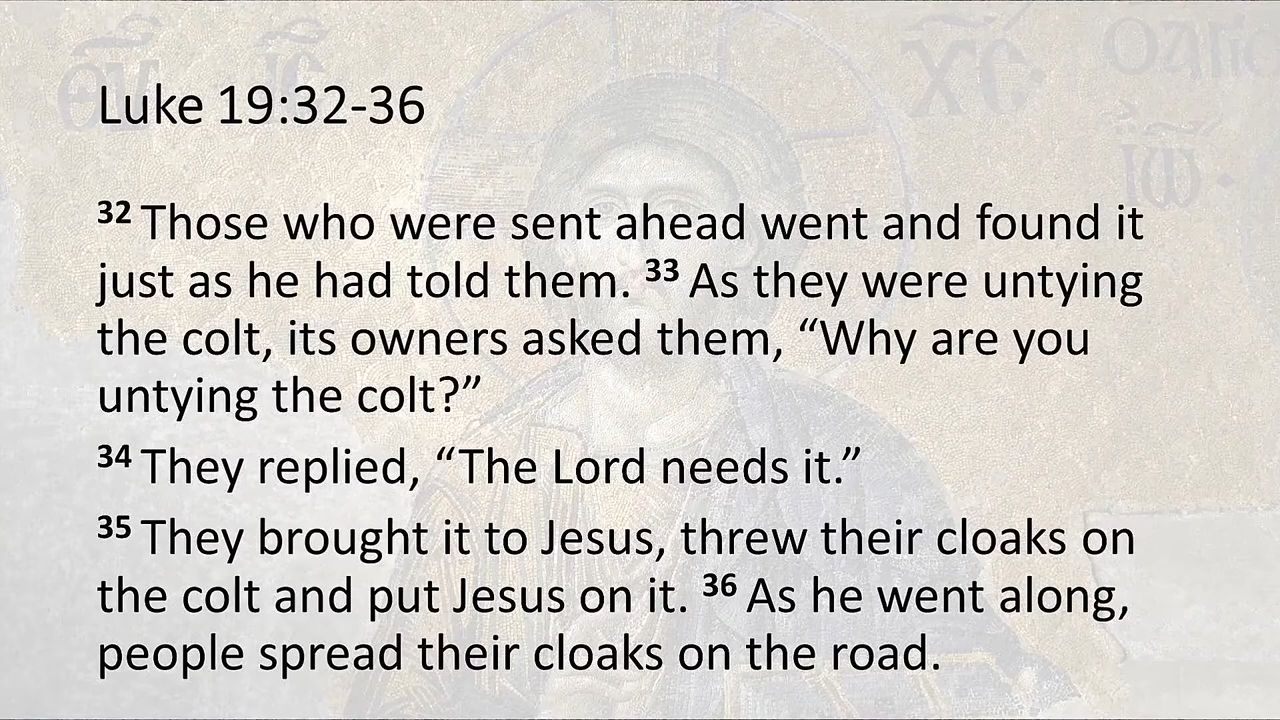 Luke 19:32-36
32 Those who were sent ahead went and found it
just as he had told them. 33 As they were untying
the colt, its owners asked them, “Why are you
untying the colt?”
34 They replied, “The Lord needs it.”
35 They brought it to Jesus, threw their cloaks on
the colt and put Jesus on it. 36 As he went along,
people spread their cloaks on the road.